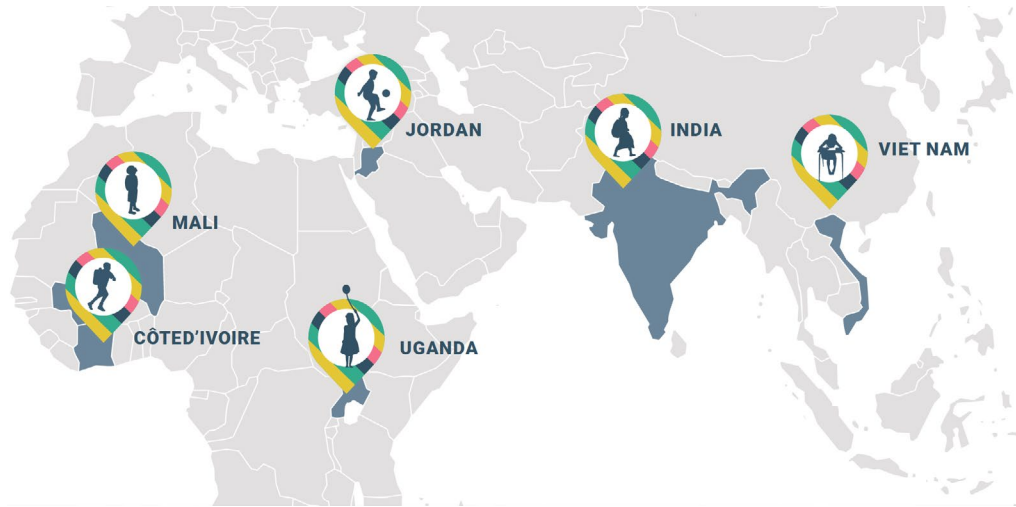 JORDAN
INDIA
VIET NAM
MALI
CÔTED'IVOIRE
UGANDA